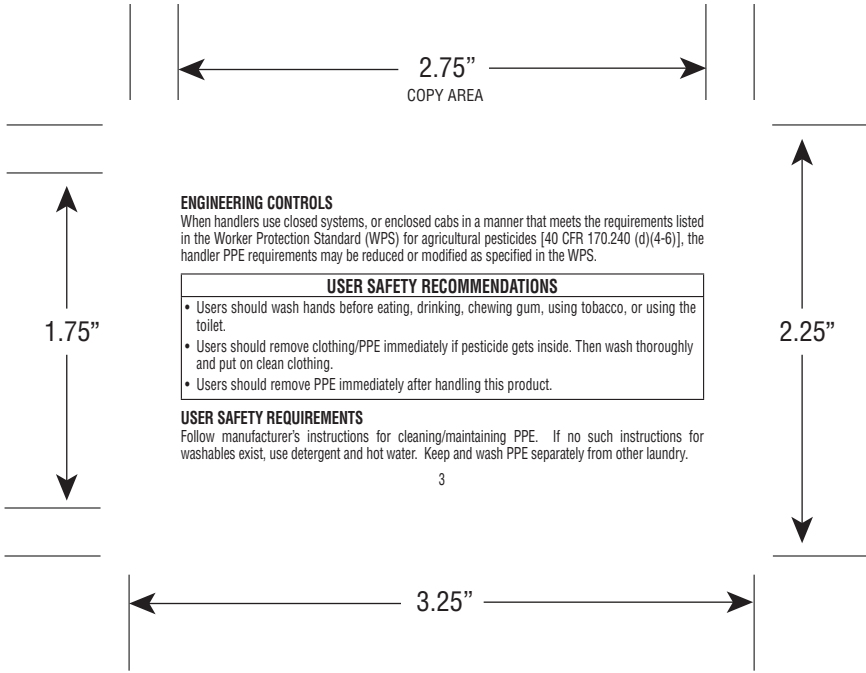 2.75”
COPY AREA
ENGINEERING CONTROLS
When handlers use closed systems, or enclosed cabs in a manner that meets the requirements listed
in the Worker Protection Standard (WPS) for agricultural pesticides [40 CFR 170.240 (d)(4-6)], the
handler PPE requirements may be reduced or modified as specified in the WPS.
USER SAFETY RECOMMENDATIONS
• Users should wash hands before eating, drinking, chewing gum, using tobacco, or using the
toilet.
• Users should remove clothing/PPE immediately if pesticide gets inside. Then wash thoroughly
and put on clean clothing.
• Users should remove PPE immediately after handling this product.
1.75”
2.25”
USER SAFETY REQUIREMENTS
Follow manufacturer’s instructions for cleaning/maintaining PPE. If no such instructions for
washables exist, use detergent and hot water. Keep and wash PPE separately from other laundry.
3
3.25”